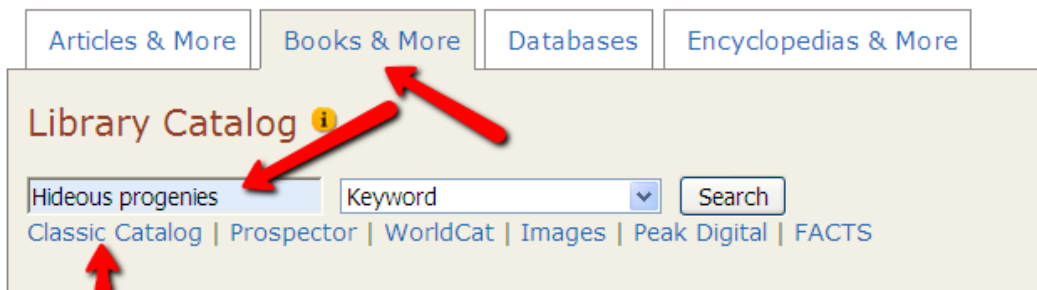 Articles & More Books & More Databases Encyclopedias & More
Library Catalog i
Hideous progenies Keyword Search
Classic Catalog | Prospector | WorldCat | Images | Peak Digital | FACTS